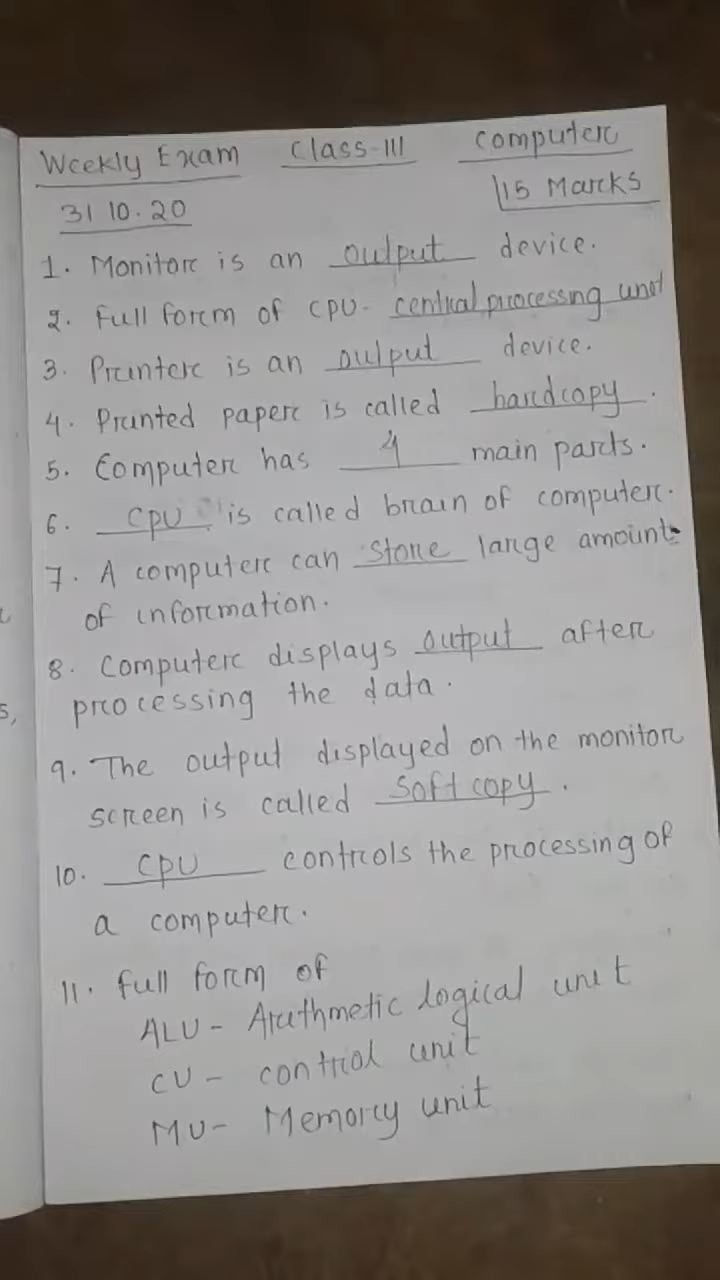 Weekly Exam Class-III Computer
31 10.20 15 Marks
1. Monitor is an output device.
2. Full form of CPU- central processing unit
3. Printer is an output device.
4. Printed paper is called hardcopy.
5. Computer has 4 main parts.
6. CPU is called brain of computer.
7. A computer can store large amount
of information.
8. Computer displays output after
processing the data.
9. The output displayed on the monitor
screen is called softcopy.
10. CPU controls the processing of
a computer.
11. Full form of
ALU- Arithmetic logical unit
CU- control unit
MU- Memory unit